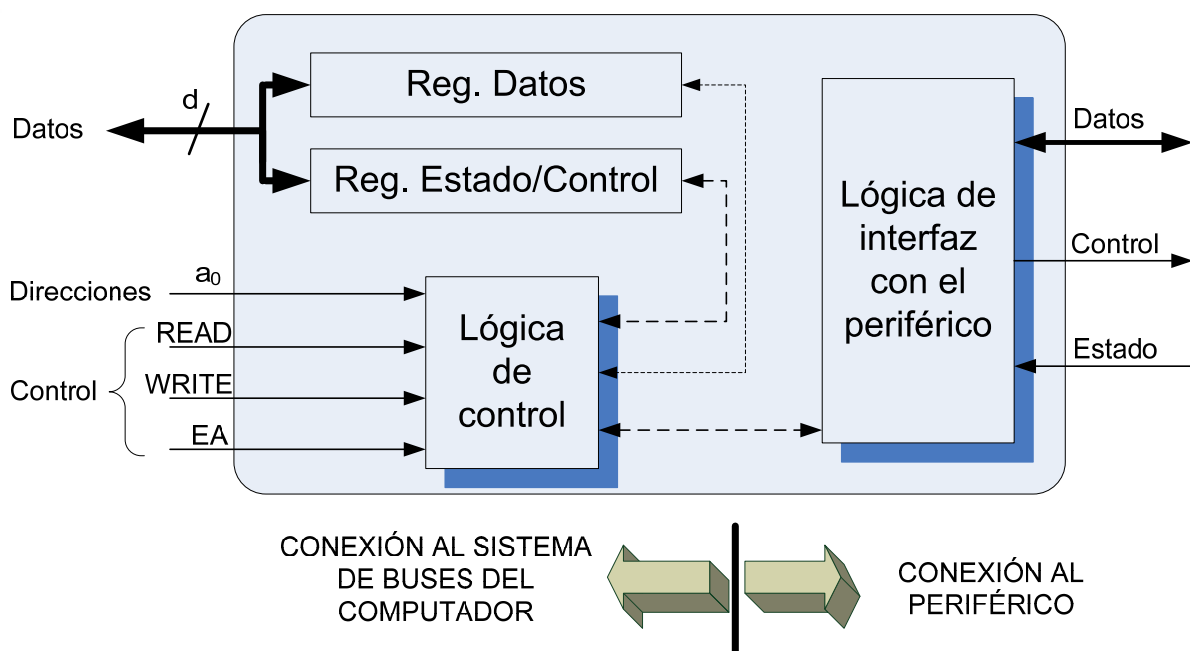 Reg. Datos
d
Datos
Reg. Estado/Control
Direcciones
a0
READ
WRITE
EA
Control
Lógica
de
control
Lógica de
interfaz
con el
periférico
Datos
Control
Estado
CONEXIÓN AL SISTEMA
DE BUSES DEL
COMPUTADOR
CONEXIÓN AL
PERIFÉRICO